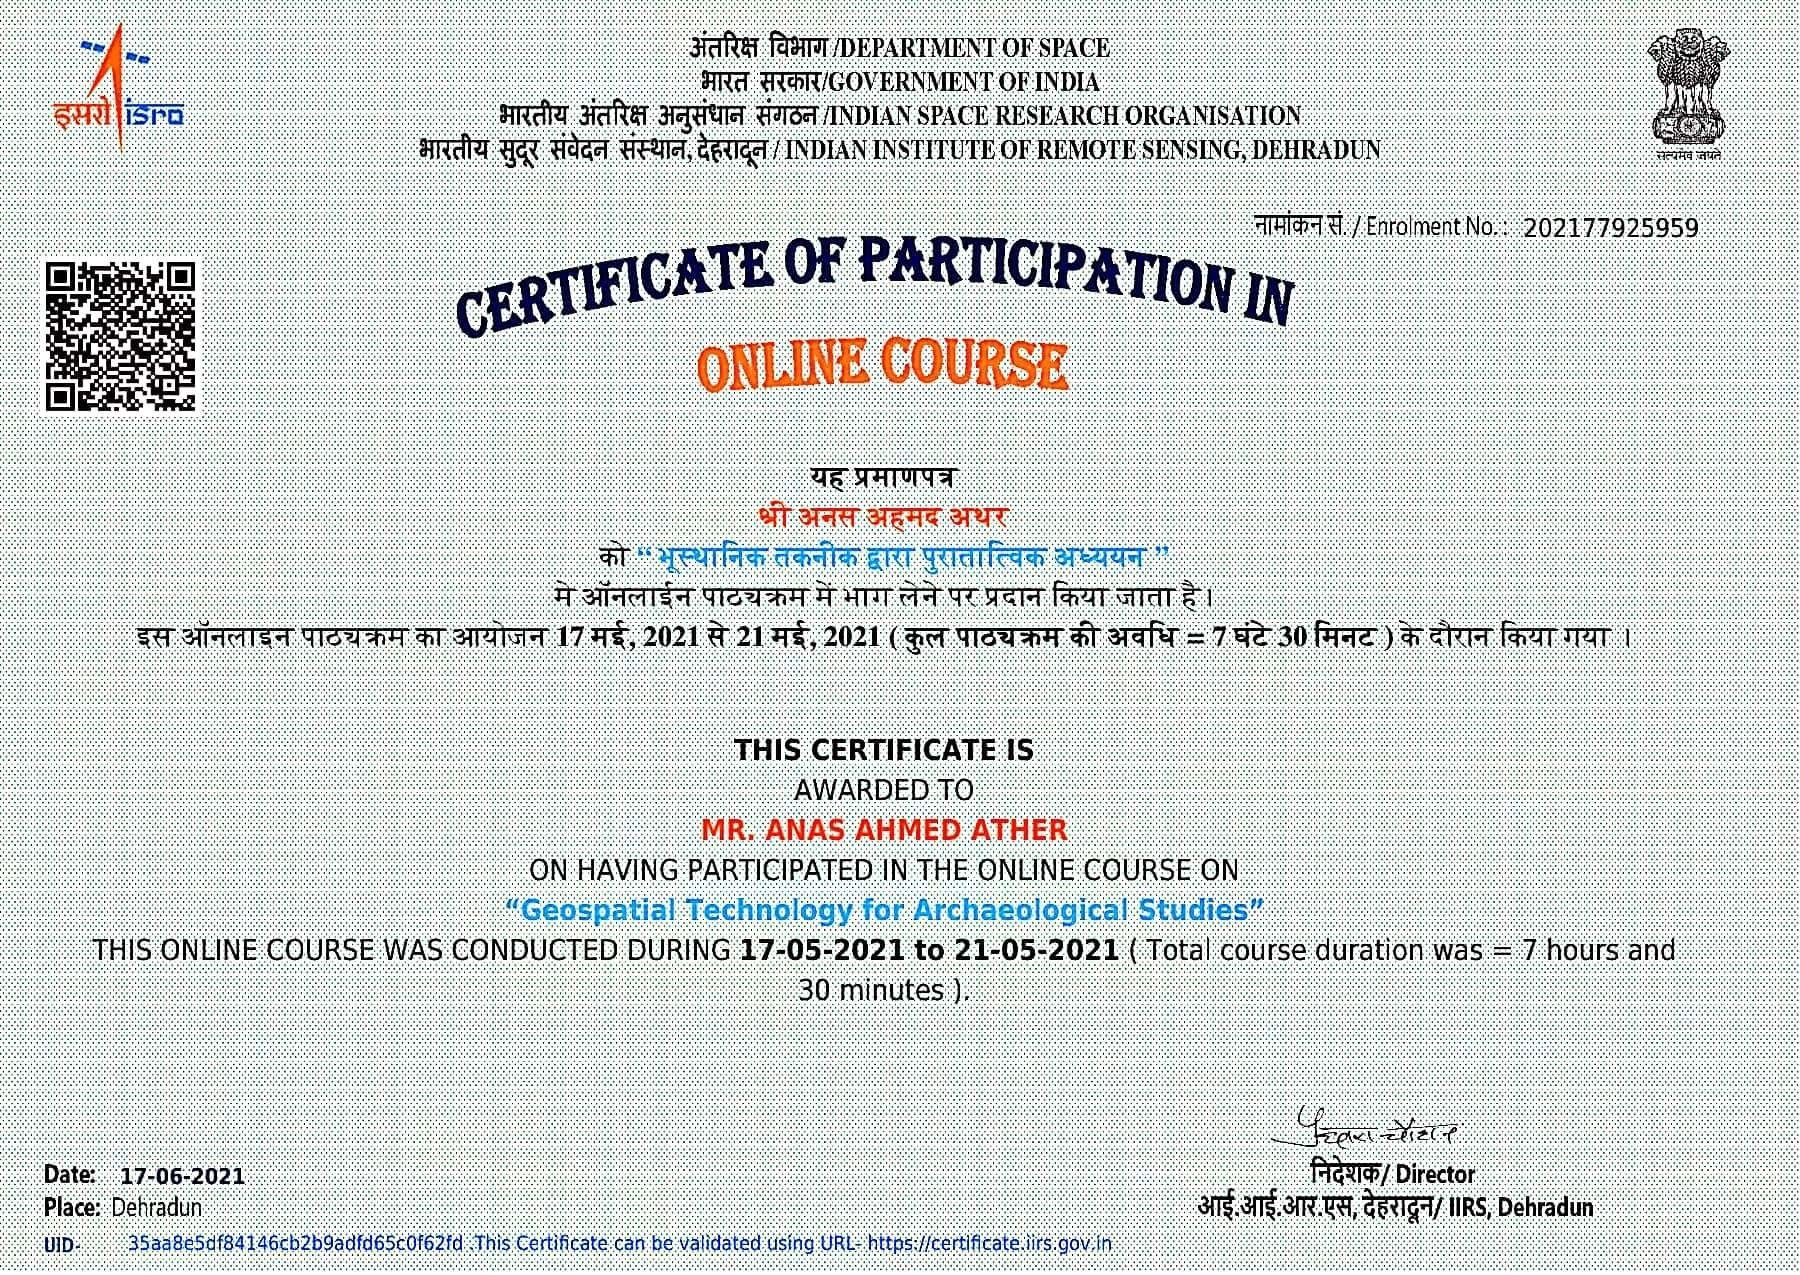 इसरो isro
अंतरिक्ष विभाग /DEPARTMENT OF SPACE
भारत सरकार/GOVERNMENT OF INDIA
भारतीय अंतरिक्ष अनुसंधान संगठन /INDIAN SPACE RESEARCH ORGANISATION
भारतीय सुदूर संवेदन संस्थान, देहरादून / INDIAN INSTITUTE OF REMOTE SENSING, DEHRADUN
सत्यमेव जयते
नामांकन सं. / Enrolment No. : 202177925959
CERTIFICATE OF PARTICIPATION IN
ONLINE COURSE
यह प्रमाणपत्र
श्री अनस अहमद अथर
को “ भूस्थानिक तकनीक द्वारा पुरातात्विक अध्ययन ”
मे ऑनलाईन पाठ्यक्रम में भाग लेने पर प्रदान किया जाता है।
इस ऑनलाइन पाठ्यक्रम का आयोजन 17 मई, 2021 से 21 मई, 2021 ( कुल पाठ्यक्रम की अवधि = 7 घंटे 30 मिनट ) के दौरान किया गया ।
THIS CERTIFICATE IS
AWARDED TO
MR. ANAS AHMED ATHER
ON HAVING PARTICIPATED IN THE ONLINE COURSE ON
“Geospatial Technology for Archaeological Studies”
THIS ONLINE COURSE WAS CONDUCTED DURING 17-05-2021 to 21-05-2021 ( Total course duration was = 7 hours and
30 minutes ).
निदेशक/ Director
आई.आई.आर.एस, देहरादून/ IIRS, Dehradun
Date: 17-06-2021
Place: Dehradun
UID- 35aa8e5df84146cb2b9adfd65c0f62fd .This Certificate can be validated using URL- https://certificate.iirs.gov.in